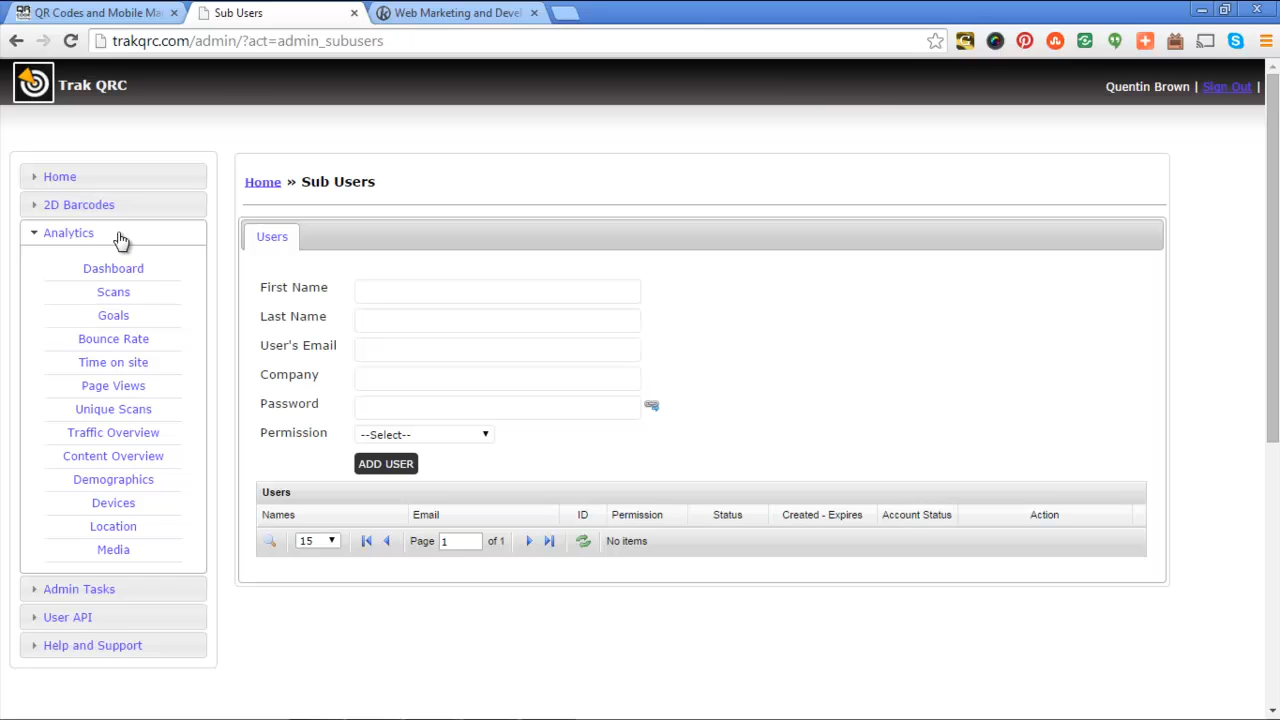 QR Codes and Mobile Ma
Sub Users
Web Marketing and Devel
trakqrc.com/admin/?act=admin_subusers
Trak QRC
Quentin Brown | Sign Out |
Home
2D Barcodes
Analytics
Dashboard
Scans
Goals
Bounce Rate
Time on site
Page Views
Unique Scans
Traffic Overview
Content Overview
Demographics
Devices
Location
Media
Admin Tasks
User API
Help and Support
Home » Sub Users
Users
First Name
Last Name
User's Email
Company
Password
Permission --Select--
ADD USER
Users
Names Email ID Permission Status Created - Expires Account Status Action
15 Page 1 of 1 No items